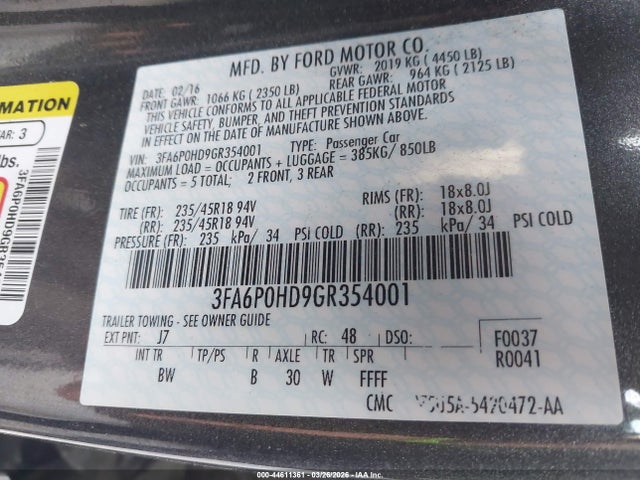 MFD. BY FORD MOTOR CO.
DATE: 02/16 GVWR: 2019 KG (4450 LB)
FRONT GAWR: 1066 KG (2350 LB) REAR GAWR: 964 KG (2125 LB)
THIS VEHICLE CONFORMS TO ALL APPLICABLE FEDERAL MOTOR
VEHICLE SAFETY, BUMPER, AND THEFT PREVENTION STANDARDS
IN EFFECT ON THE DATE OF MANUFACTURE SHOWN ABOVE.
VIN: 3FA6P0HD9GR354001 TYPE: Passenger Car
MAXIMUM LOAD = OCCUPANTS + LUGGAGE = 385KG/ 850LB
OCCUPANTS = 5 TOTAL; 2 FRONT, 3 REAR
TIRE (FR): 235/45R18 94V RIMS (FR): 18x8.0J
(RR): 235/45R18 94V (RR): 18x8.0J
PRESSURE (FR): 235 kPa/ 34 PSI COLD (RR): 235 kPa/ 34 PSI COLD
3FA6P0HD9GR354001
TRAILER TOWING - SEE OWNER GUIDE
EXT PNT: J7 RC: 48 DSO: F0037
R0041
INT TR TP/PS R AXLE TR SPR
BW B 30 W FFFF
CMC
RMATION
AR: 3
lbs.
3FA6P0HD9GR354001
000-44611361 - 03/26/2026 - IAA Inc.